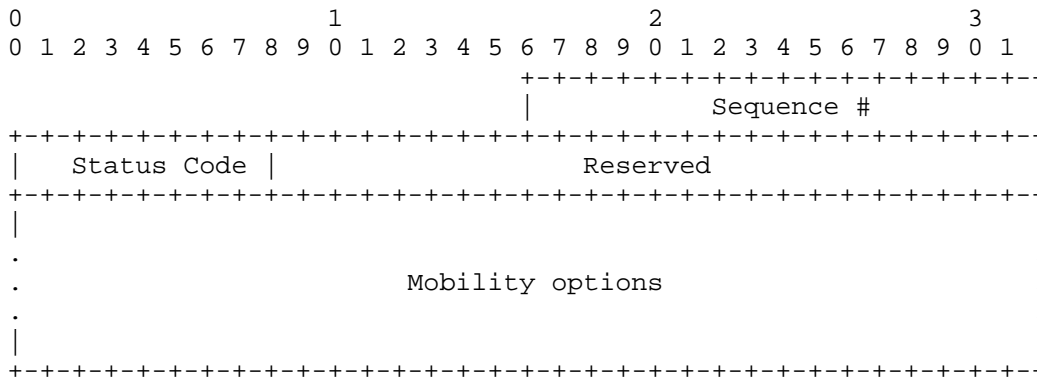 0                   1                   2                   3
0 1 2 3 4 5 6 7 8 9 0 1 2 3 4 5 6 7 8 9 0 1 2 3 4 5 6 7 8 9 0 1
                                +-+-+-+-+-+-+-+-+-+-+-+-+-+-+-+--
                                |           Sequence #
+-+-+-+-+-+-+-+-+-+-+-+-+-+-+-+-+-+-+-+-+-+-+-+-+-+-+-+-+-+-+-+--
|   Status Code |                   Reserved
+-+-+-+-+-+-+-+-+-+-+-+-+-+-+-+-+-+-+-+-+-+-+-+-+-+-+-+-+-+-+-+--
|
.
.                        Mobility options
.
|
+-+-+-+-+-+-+-+-+-+-+-+-+-+-+-+-+-+-+-+-+-+-+-+-+-+-+-+-+-+-+-+--